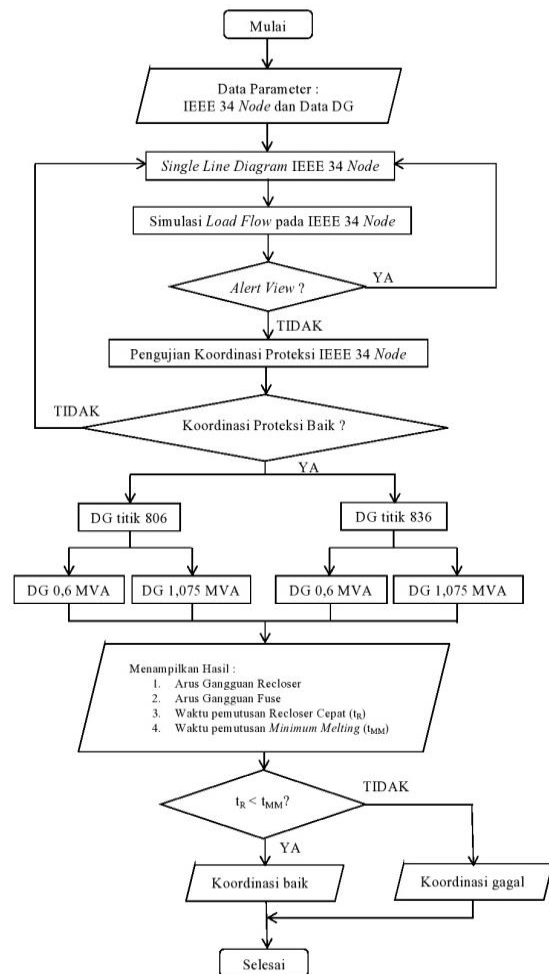 Mulai
Data Parameter :
IEEE 34 Node dan Data DG
Single Line Diagram IEEE 34 Node
Simulasi Load Flow pada IEEE 34 Node
Alert View ?
YA
TIDAK
Pengujian Koordinasi Proteksi IEEE 34 Node
TIDAK
Koordinasi Proteksi Baik ?
YA
DG titik 806
DG titik 836
DG 0,6 MVA
DG 1,075 MVA
DG 0,6 MVA
DG 1,075 MVA
Menampilkan Hasil :
1. Arus Gangguan Recloser
2. Arus Gangguan Fuse
3. Waktu pemutusan Recloser Cepat (tR)
4. Waktu pemutusan Minimum Melting (tMM)
TIDAK
tR < tMM?
YA
Koordinasi baik
Koordinasi gagal
Selesai